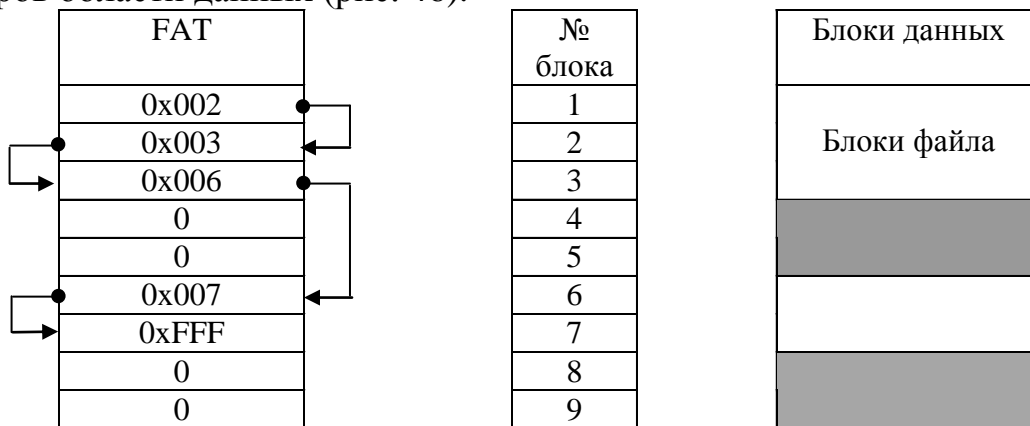 ров области данных (рис. 48).
FAT № Блоки данных
блока
0x002 1
0x003 2 Блоки файла
0x006 3
0 4
0 5
0x007 6
0xFFF 7
0 8
0 9